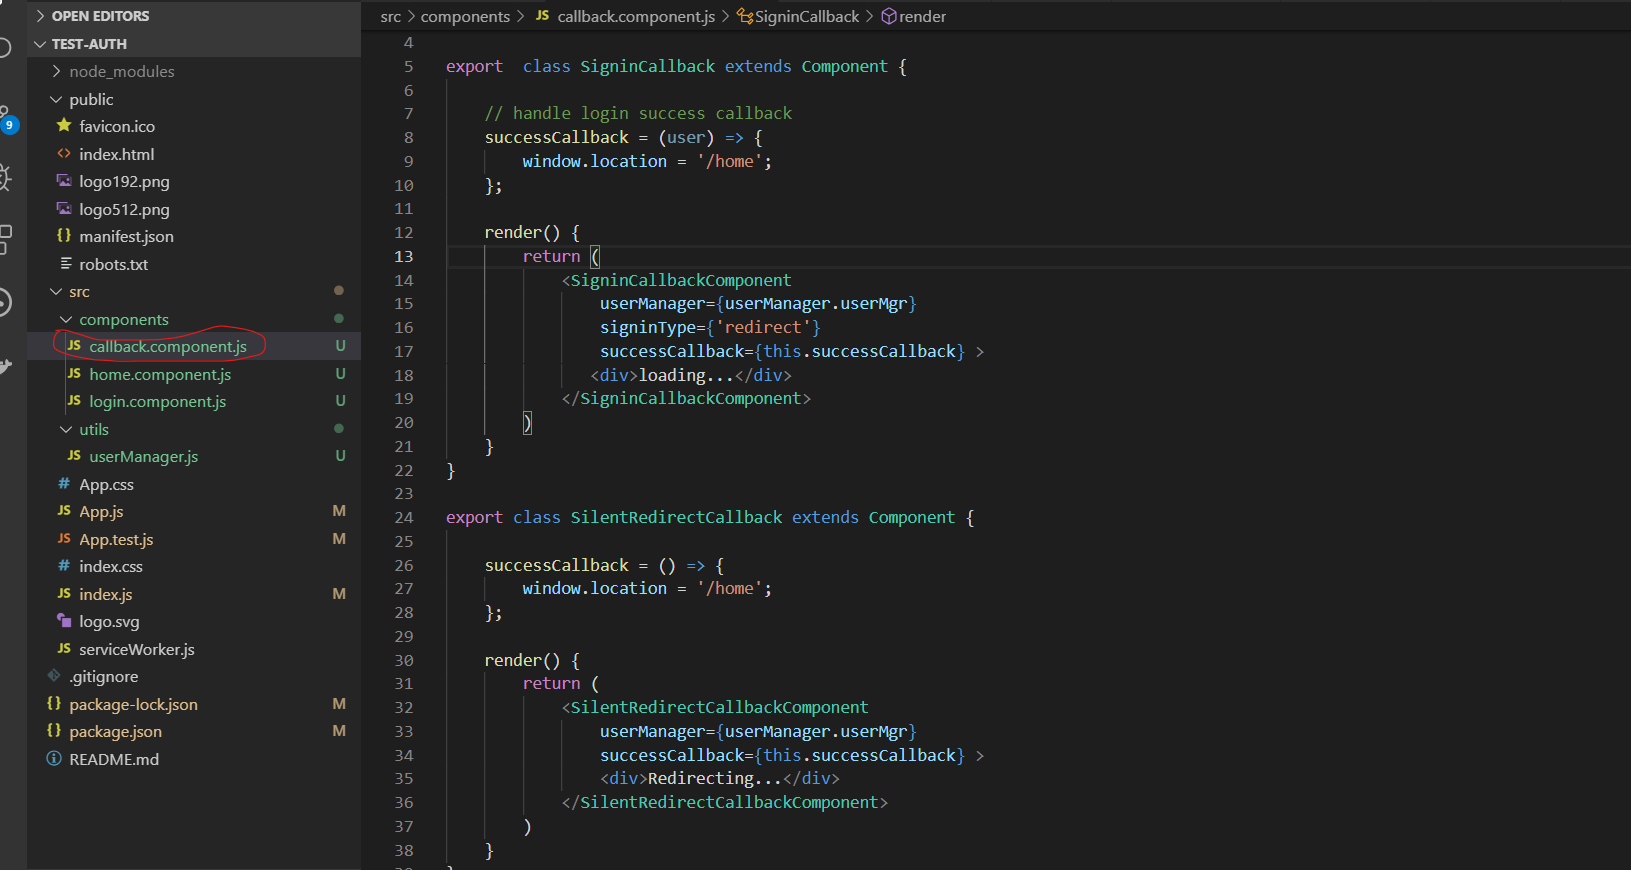 OPEN EDITORS
TEST-AUTH
node_modules
public
favicon.ico
<> index.html
logo192.png
logo512.png
{} manifest.json
robots.txt
src
components
JS callback.component.js U
JS home.component.js U
JS login.component.js U
utils
JS userManager.js U
# App.css
JS App.js M
JS App.test.js M
# index.css
JS index.js M
logo.svg
JS serviceWorker.js
.gitignore
{} package-lock.json M
{} package.json M
README.md
9
src > components > JS callback.component.js > SigninCallback > render
4
5 export  class SigninCallback extends Component {
6
7 // handle login success callback
8 successCallback = (user) => {
9 window.location = '/home';
10 };
11
12 render() {
13 return (
14 <SigninCallbackComponent
15 userManager={userManager.userMgr}
16 signinType={'redirect'}
17 successCallback={this.successCallback} >
18 <div>loading...</div>
19 </SigninCallbackComponent>
20 )
21 }
22 }
23
24 export class SilentRedirectCallback extends Component {
25
26 successCallback = () => {
27 window.location = '/home';
28 };
29
30 render() {
31 return (
32 <SilentRedirectCallbackComponent
33 userManager={userManager.userMgr}
34 successCallback={this.successCallback} >
35 <div>Redirecting...</div>
36 </SilentRedirectCallbackComponent>
37 )
38 }